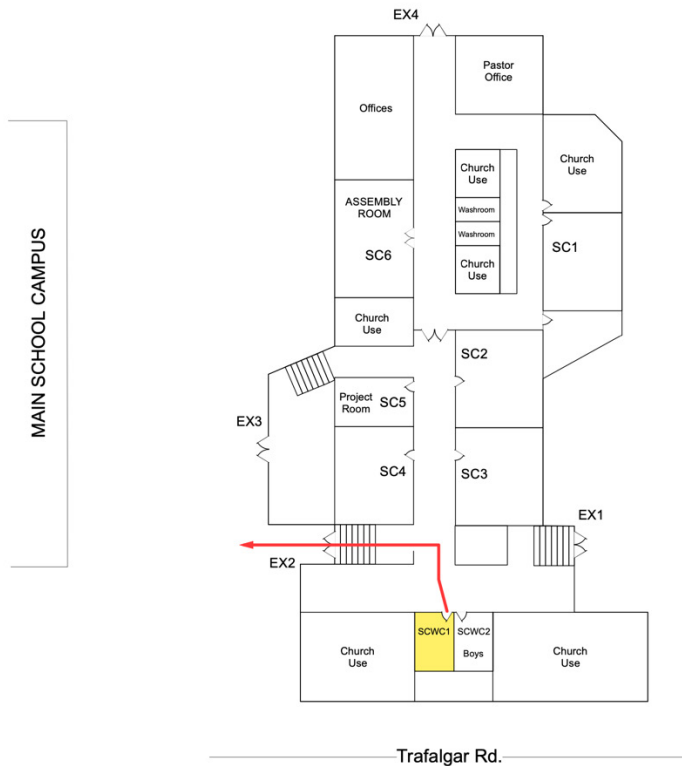 EX4
Pastor
Office
Offices
Church
Use
Church
Use
ASSEMBLY
ROOM
Washroom
Washroom
SC1
SC6
Church
Use
Church
Use
SC2
MAIN SCHOOL CAMPUS
Project
Room
SC5
EX3
SC4
SC3
EX1
EX2
SCWC1
SCWC2
Boys
Church
Use
Church
Use
Trafalgar Rd.